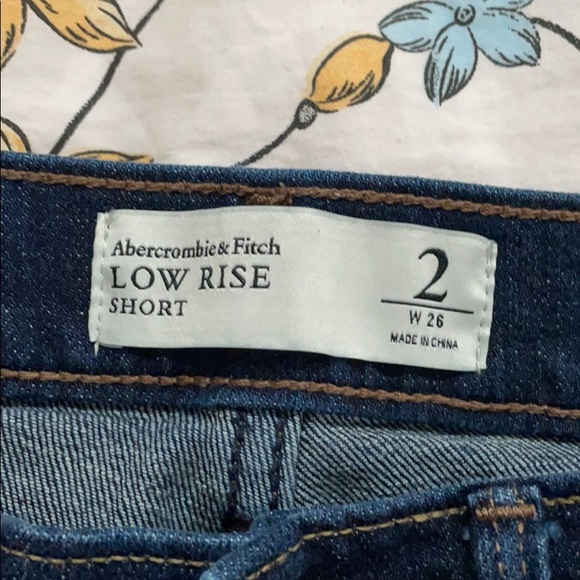 Abercrombie & Fitch
LOW RISE
SHORT
2
W 26
MADE IN CHINA